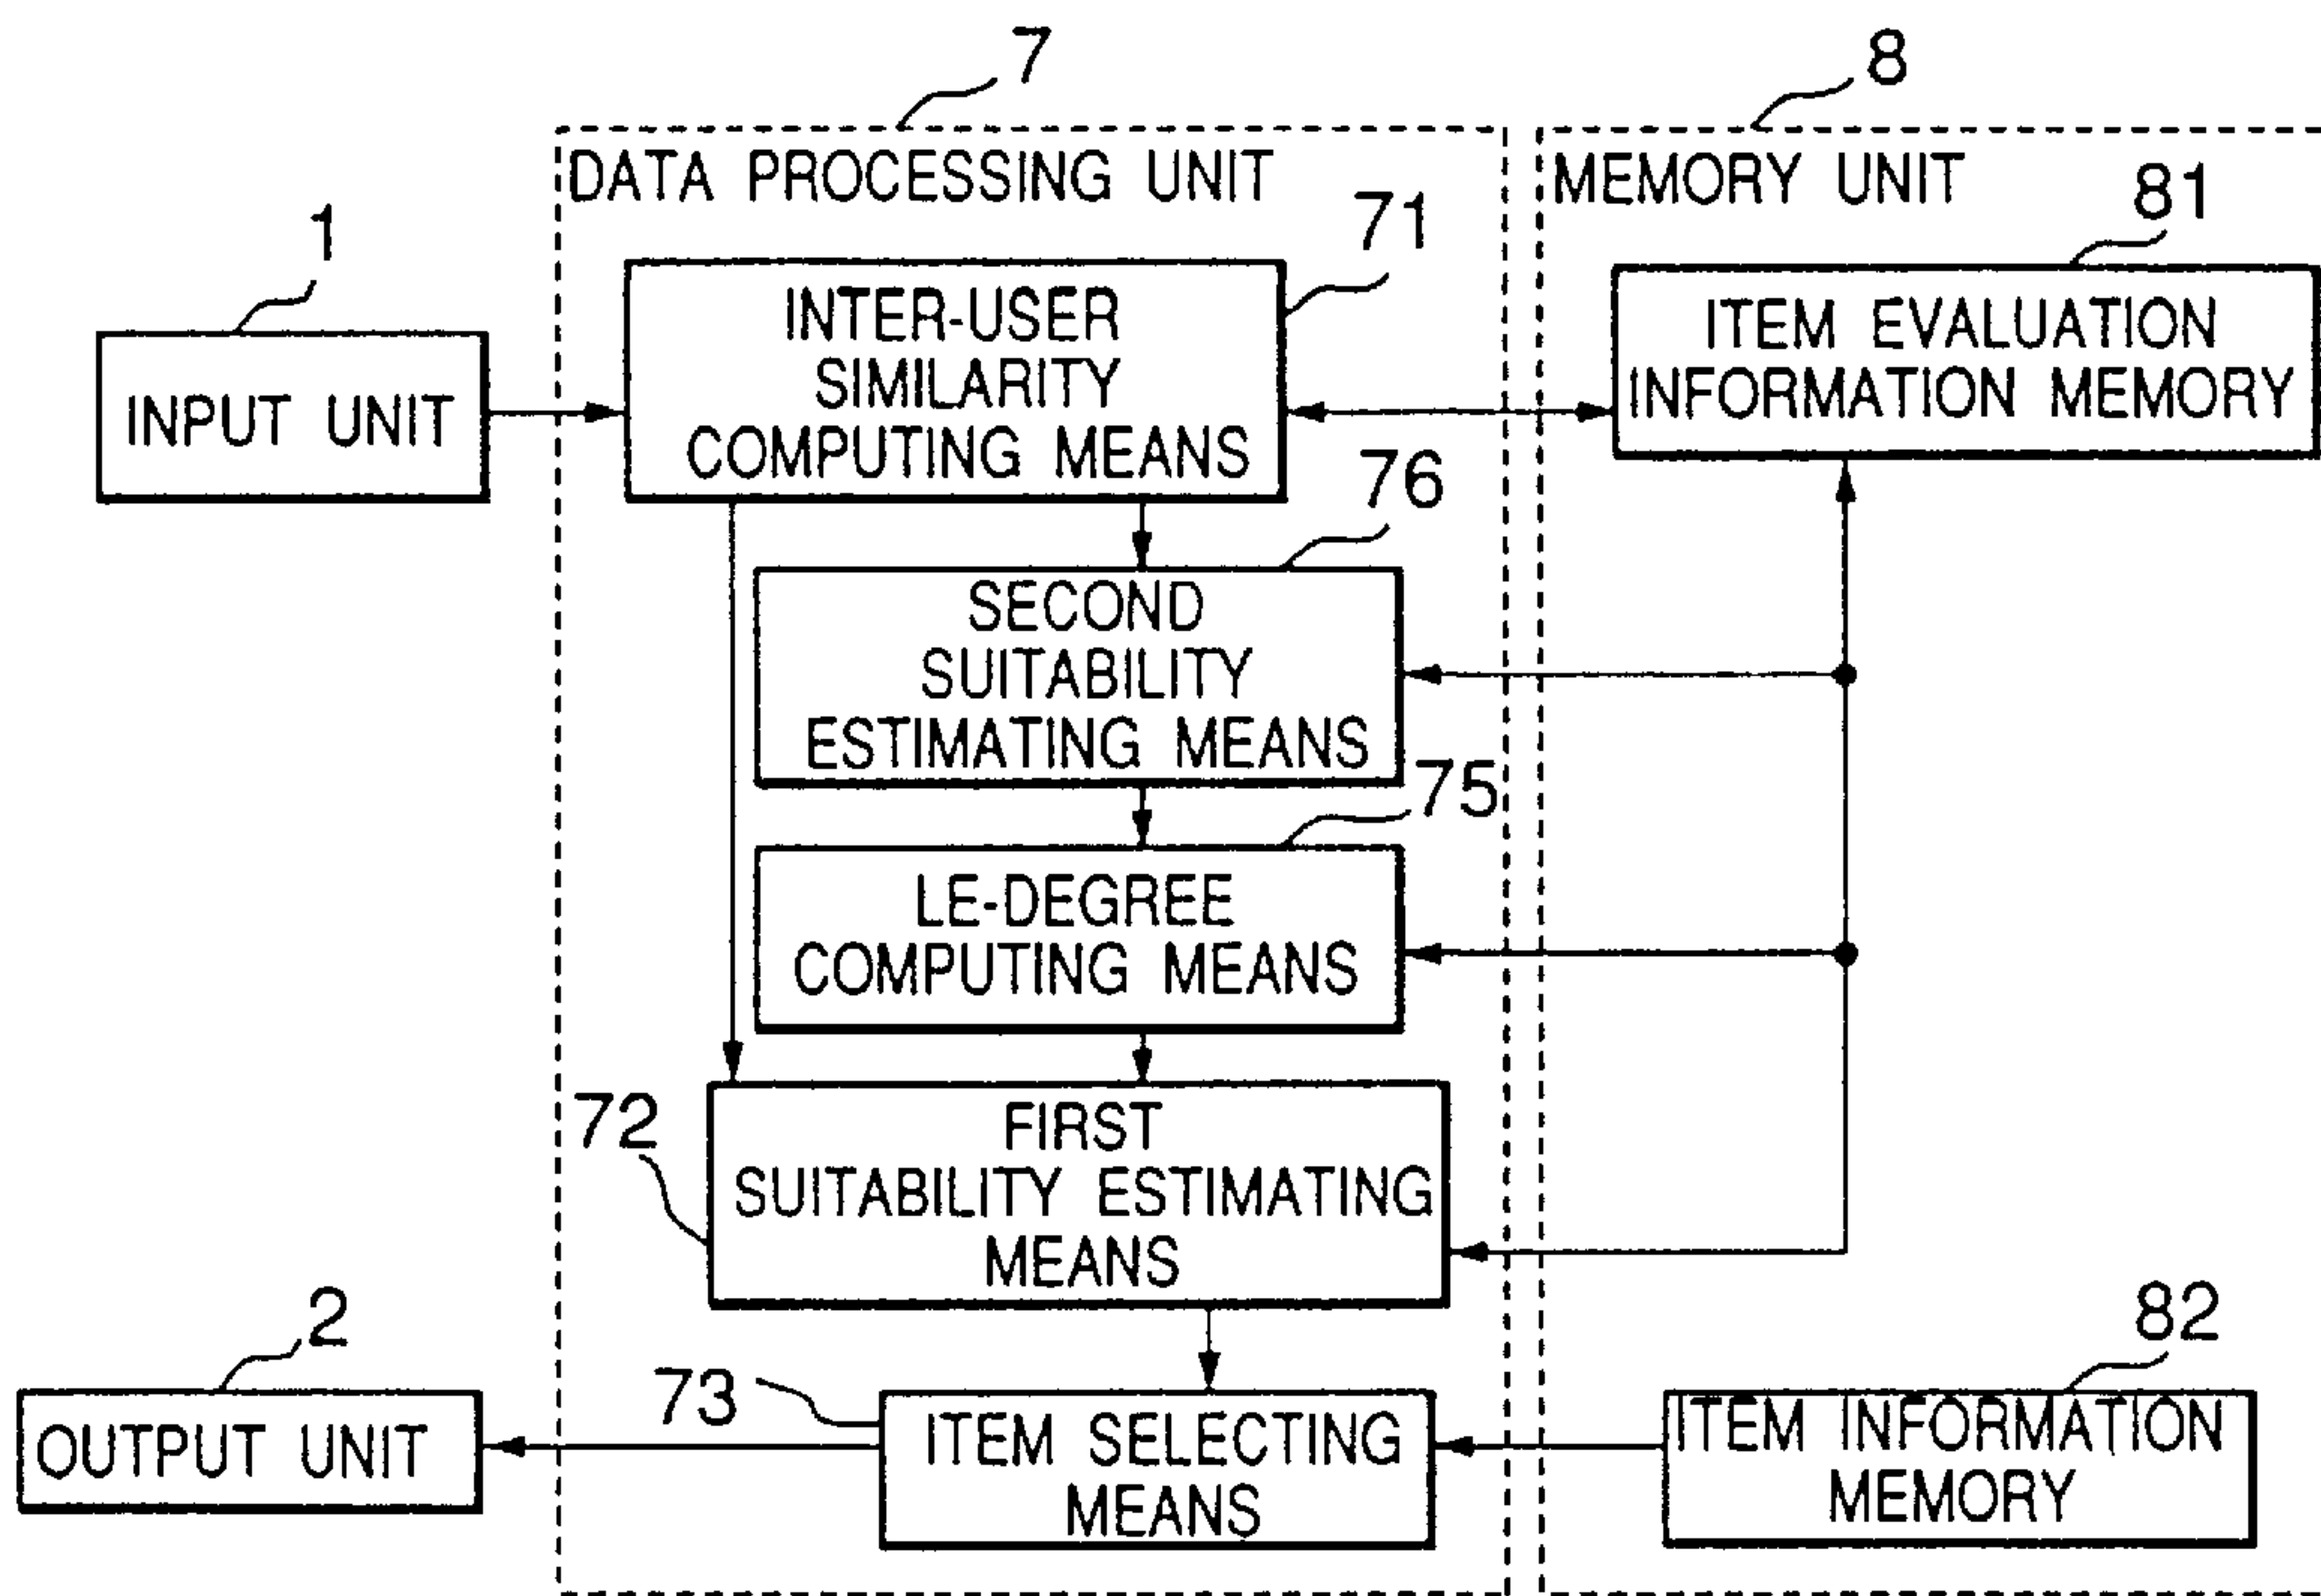 7
8
DATA PROCESSING UNIT
MEMORY UNIT
1
71
81
INPUT UNIT
INTER-USER
SIMILARITY
COMPUTING MEANS
ITEM EVALUATION
INFORMATION MEMORY
76
SECOND
SUITABILITY
ESTIMATING MEANS
75
LE-DEGREE
COMPUTING MEANS
72
FIRST
SUITABILITY ESTIMATING
MEANS
2
73
82
OUTPUT UNIT
ITEM SELECTING
MEANS
ITEM INFORMATION
MEMORY